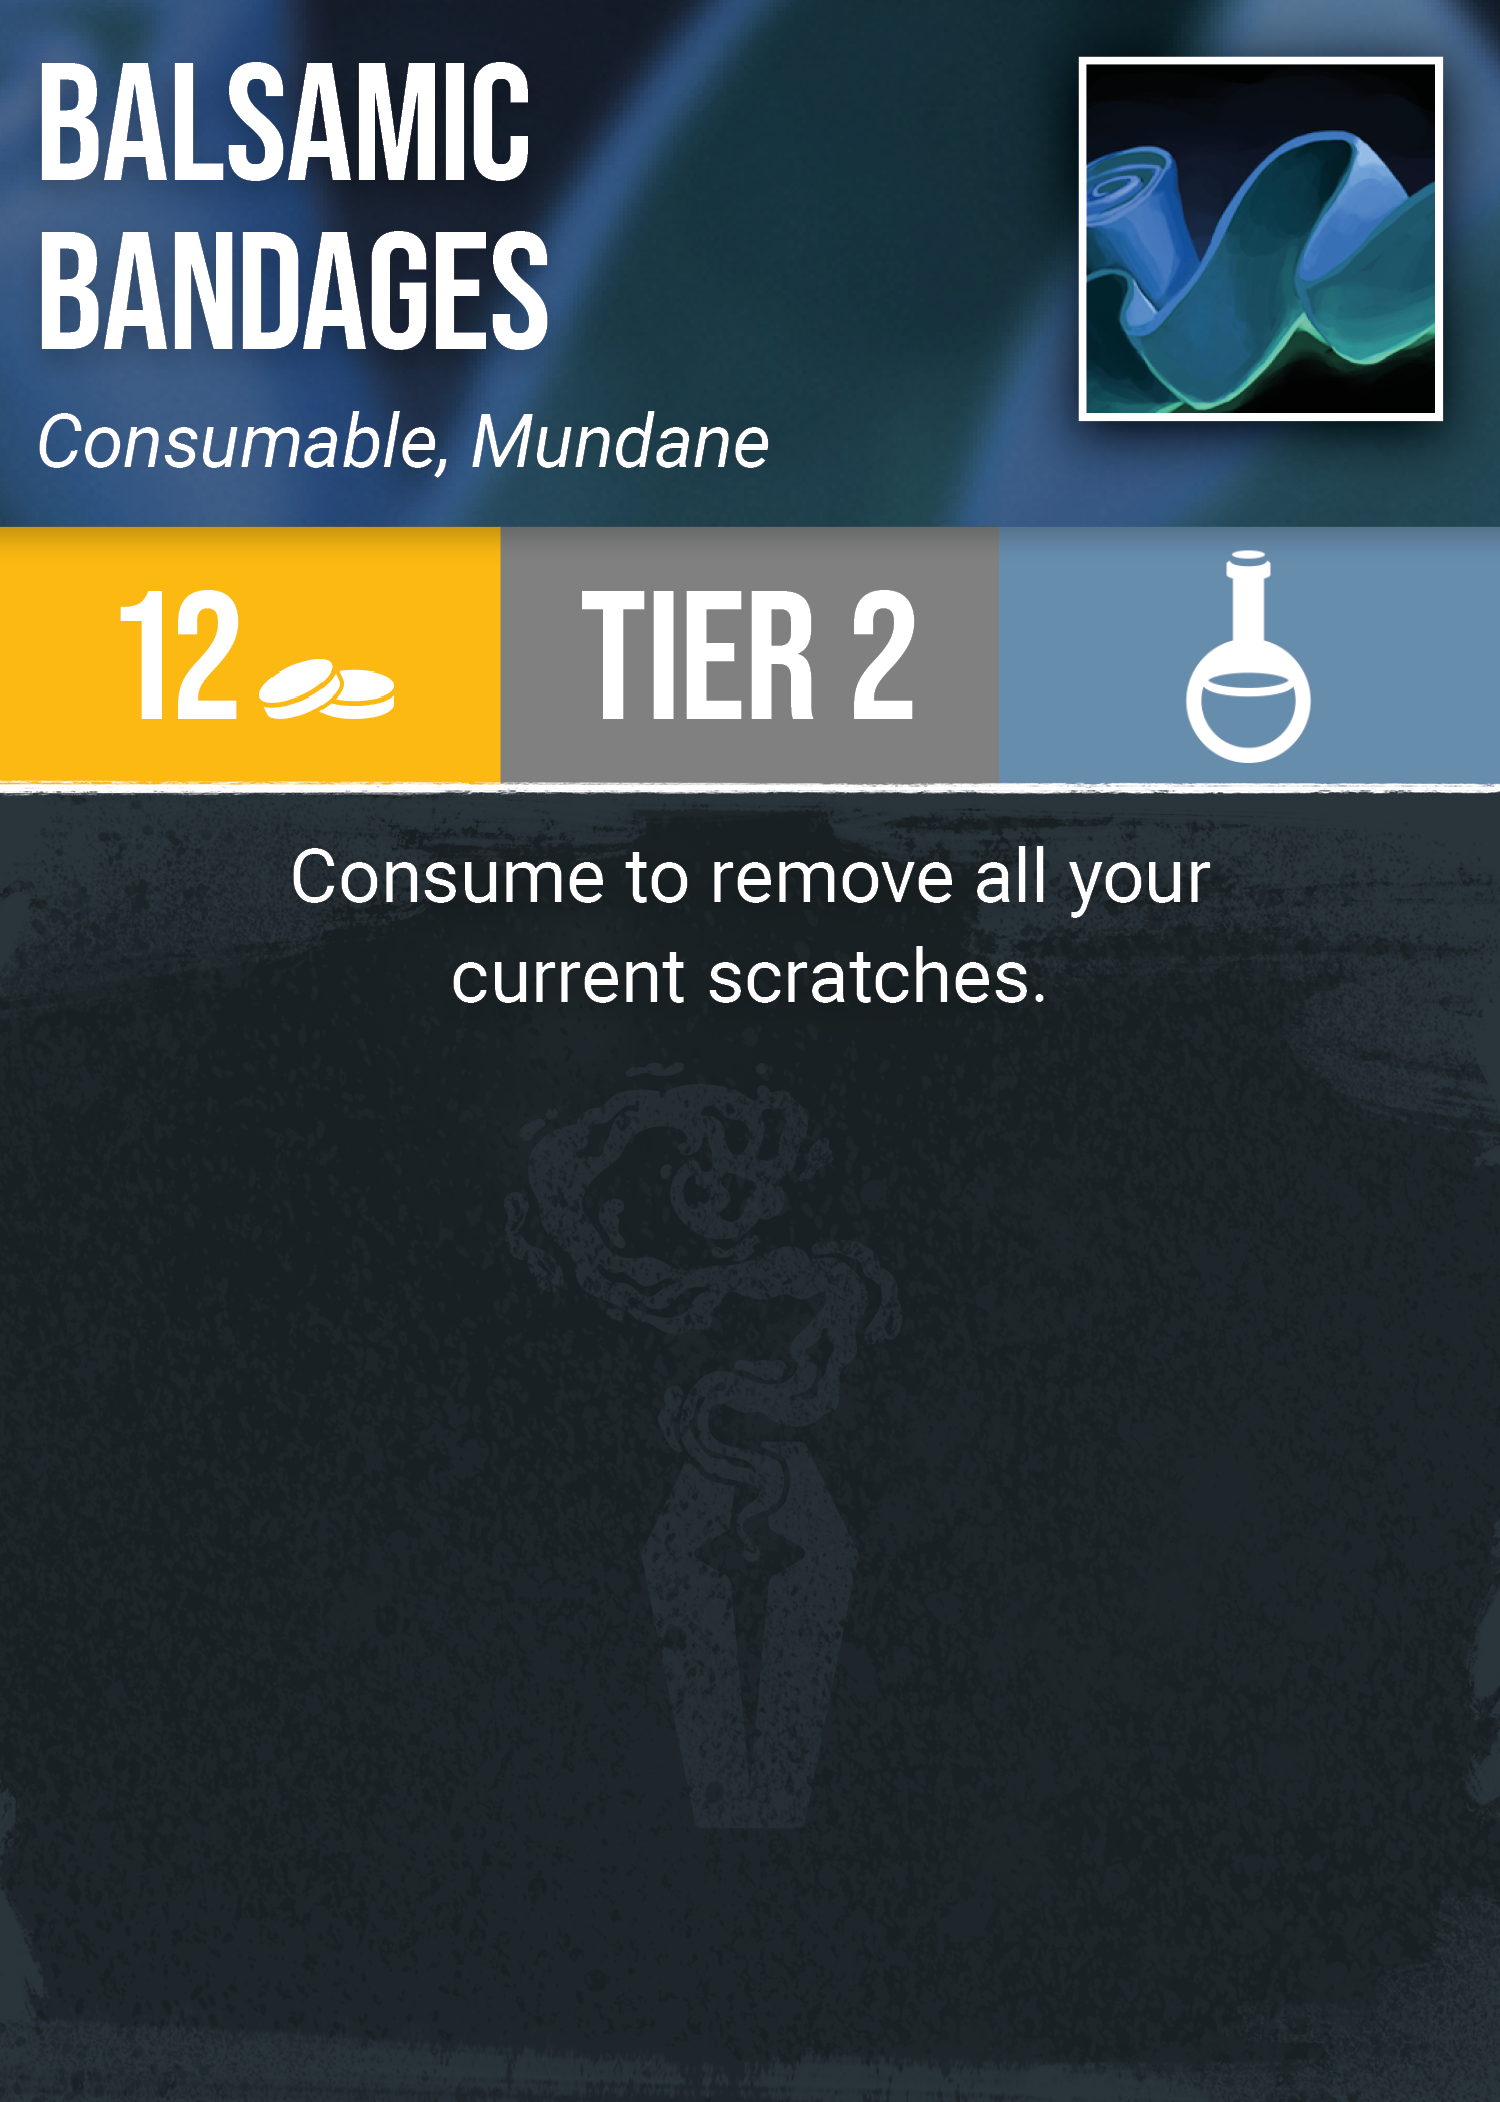 BALSAMIC
BANDAGES
Consumable, Mundane
12
TIER 2
Consume to remove all your
current scratches.